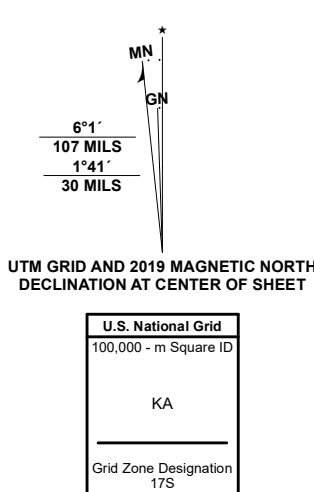 MN
GN
6°1´
107 MILS
1°41´
30 MILS
UTM GRID AND 2019 MAGNETIC NORTH
DECLINATION AT CENTER OF SHEET
U.S. National Grid
100,000 - m Square ID
KA
Grid Zone Designation
17S